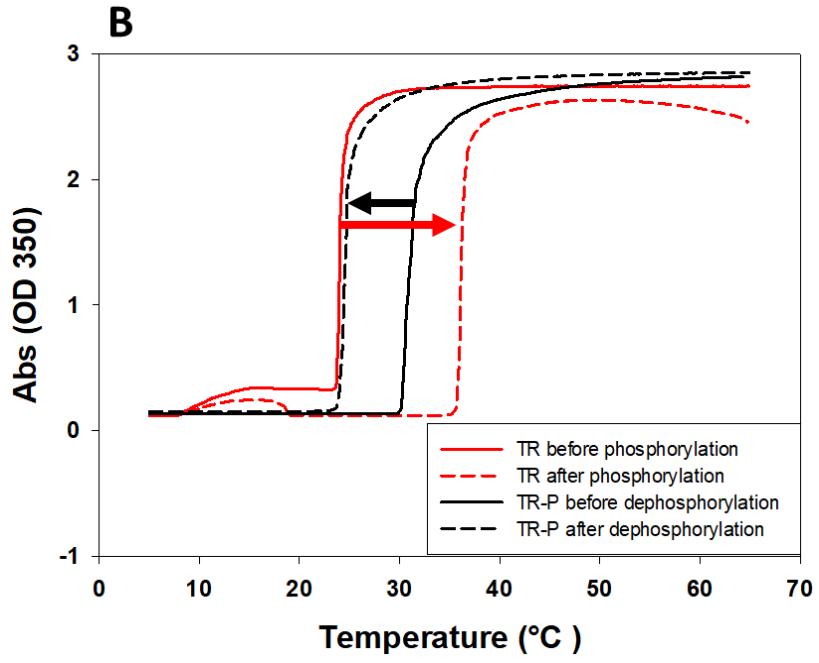 B
3
2
1
0
-1
Abs (OD 350)
TR before phosphorylation
TR after phosphorylation
TR-P before dephosphorylation
TR-P after dephosphorylation
0 10 20 30 40 50 60 70
Temperature (°C )